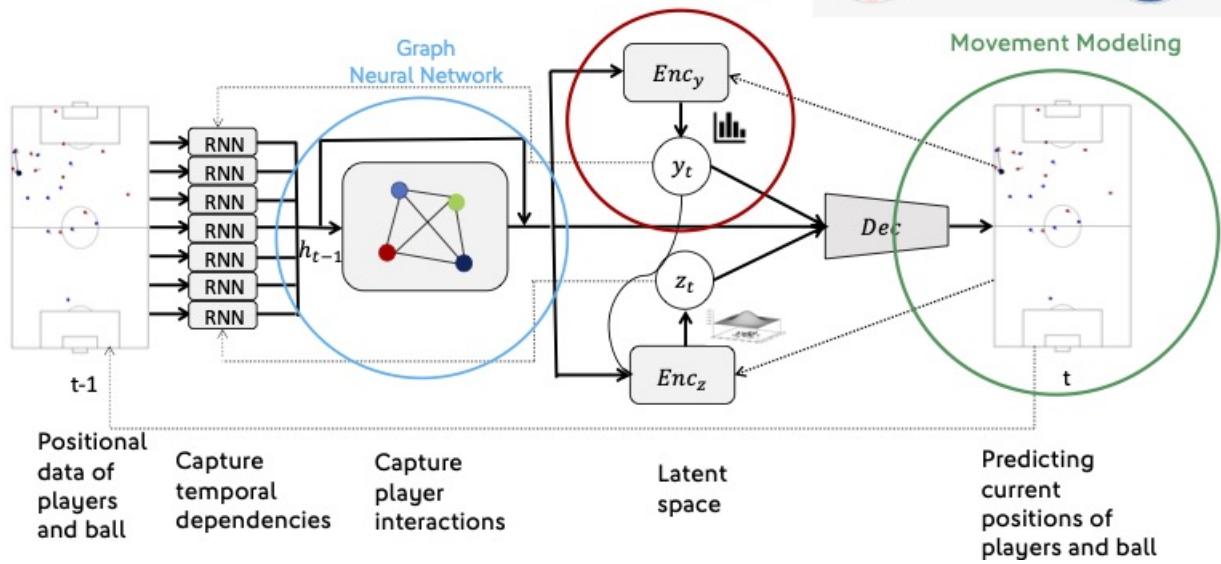 Graph
Neural Network
Movement Modeling
Enc_y
y_t
RNN
RNN
RNN
RNN
RNN
RNN
RNN
h_{t-1}
Dec
z_t
Enc_z
t-1
t
Positional
data of
players
and ball
Capture
temporal
dependencies
Capture
player
interactions
Latent
space
Predicting
current
positions of
players and ball